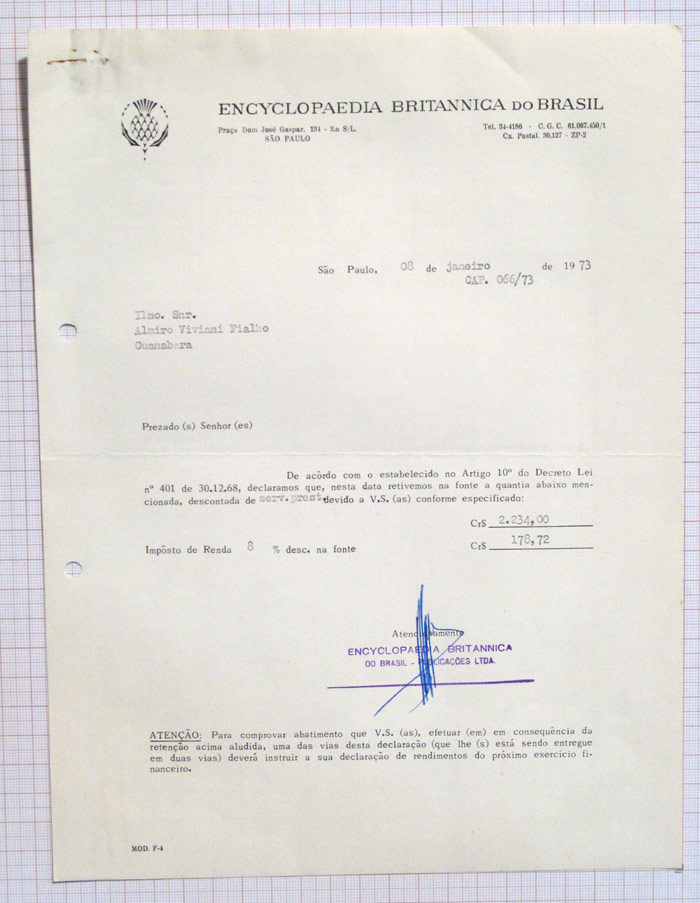 ENCYCLOPAEDIA BRITANNICA DO BRASIL
Praça Dom José Gaspar, 134 - 3.a S/L.
SÃO PAULO
Tel. 34-4186 - C. G. C. 61.067.450/1
Cx. Postal. 30.127 - ZP-2
São Paulo, 08 de janeiro de 1973
CAP. 066/73
Ilmo. Snr.
Almiro Viviani Fialho
Guanabara
Prezado (s) Senhor (es)
De acôrdo com o estabelecido no Artigo 10º do Decreto Lei
nº 401 de 30.12.68, declaramos que, nesta data retivemos na fonte a quantia abaixo men-
cionada, descontada de serv.prest devido a V.S. (as) conforme especificado:
Cr$ 2.234,00
Impôsto de Renda 8 % desc. na fonte
Cr$ 178,72
Atenciosamente
ENCYCLOPAEDIA BRITANNICA
DO BRASIL - PUBLICAÇÕES LTDA.
ATENÇÃO: Para comprovar abatimento que V.S. (as), efetuar (em) em consequência da
retenção acima aludida, uma das vias desta declaração (que lhe (s) está sendo entregue
em duas vias) deverá instruir a sua declaração de rendimentos do próximo exercício fi-
nanceiro.
MOD. F-4